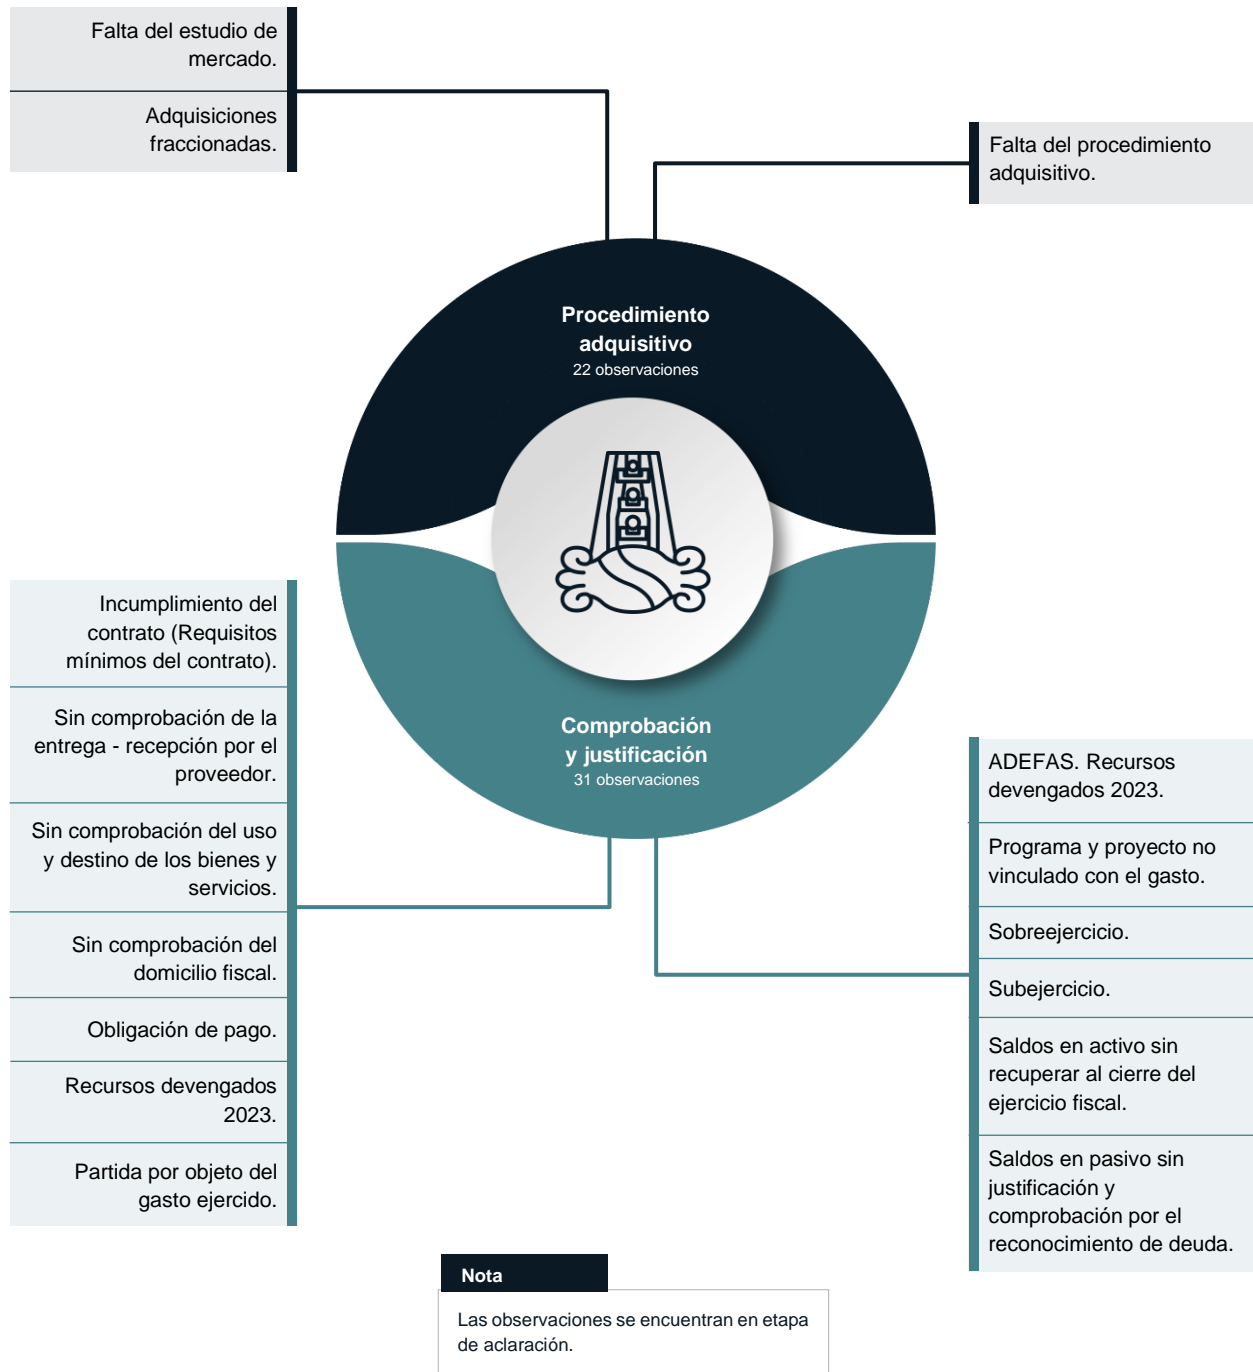 Falta del estudio de
mercado.
Adquisiciones
fraccionadas.
Falta del procedimiento
adquisitivo.
Procedimiento
adquisitivo
22 observaciones
Comprobación
y justificación
31 observaciones
Incumplimiento del
contrato (Requisitos
mínimos del contrato).
Sin comprobación de la
entrega - recepción por el
proveedor.
Sin comprobación del uso
y destino de los bienes y
servicios.
Sin comprobación del
domicilio fiscal.
Obligación de pago.
Recursos devengados
2023.
Partida por objeto del
gasto ejercido.
ADEFAS. Recursos
devengados 2023.
Programa y proyecto no
vinculado con el gasto.
Sobreejercicio.
Subejercicio.
Saldos en activo sin
recuperar al cierre del
ejercicio fiscal.
Saldos en pasivo sin
justificación y
comprobación por el
reconocimiento de deuda.
Nota
Las observaciones se encuentran en etapa
de aclaración.